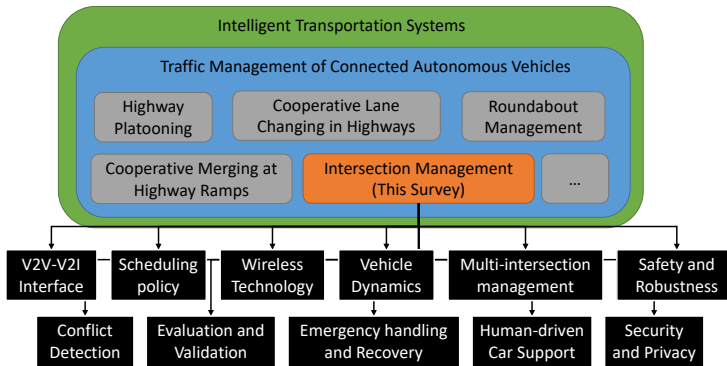 Intelligent Transportation Systems
Traffic Management of Connected Autonomous Vehicles
Highway
Platooning
Cooperative Lane
Changing in Highways
Roundabout
Management
Cooperative Merging at
Highway Ramps
Intersection Management
(This Survey)
...
V2V-V2I
Interface
Scheduling
policy
Wireless
Technology
Vehicle
Dynamics
Multi-intersection
management
Safety and
Robustness
Conflict
Detection
Evaluation and
Validation
Emergency handling
and Recovery
Human-driven
Car Support
Security
and Privacy